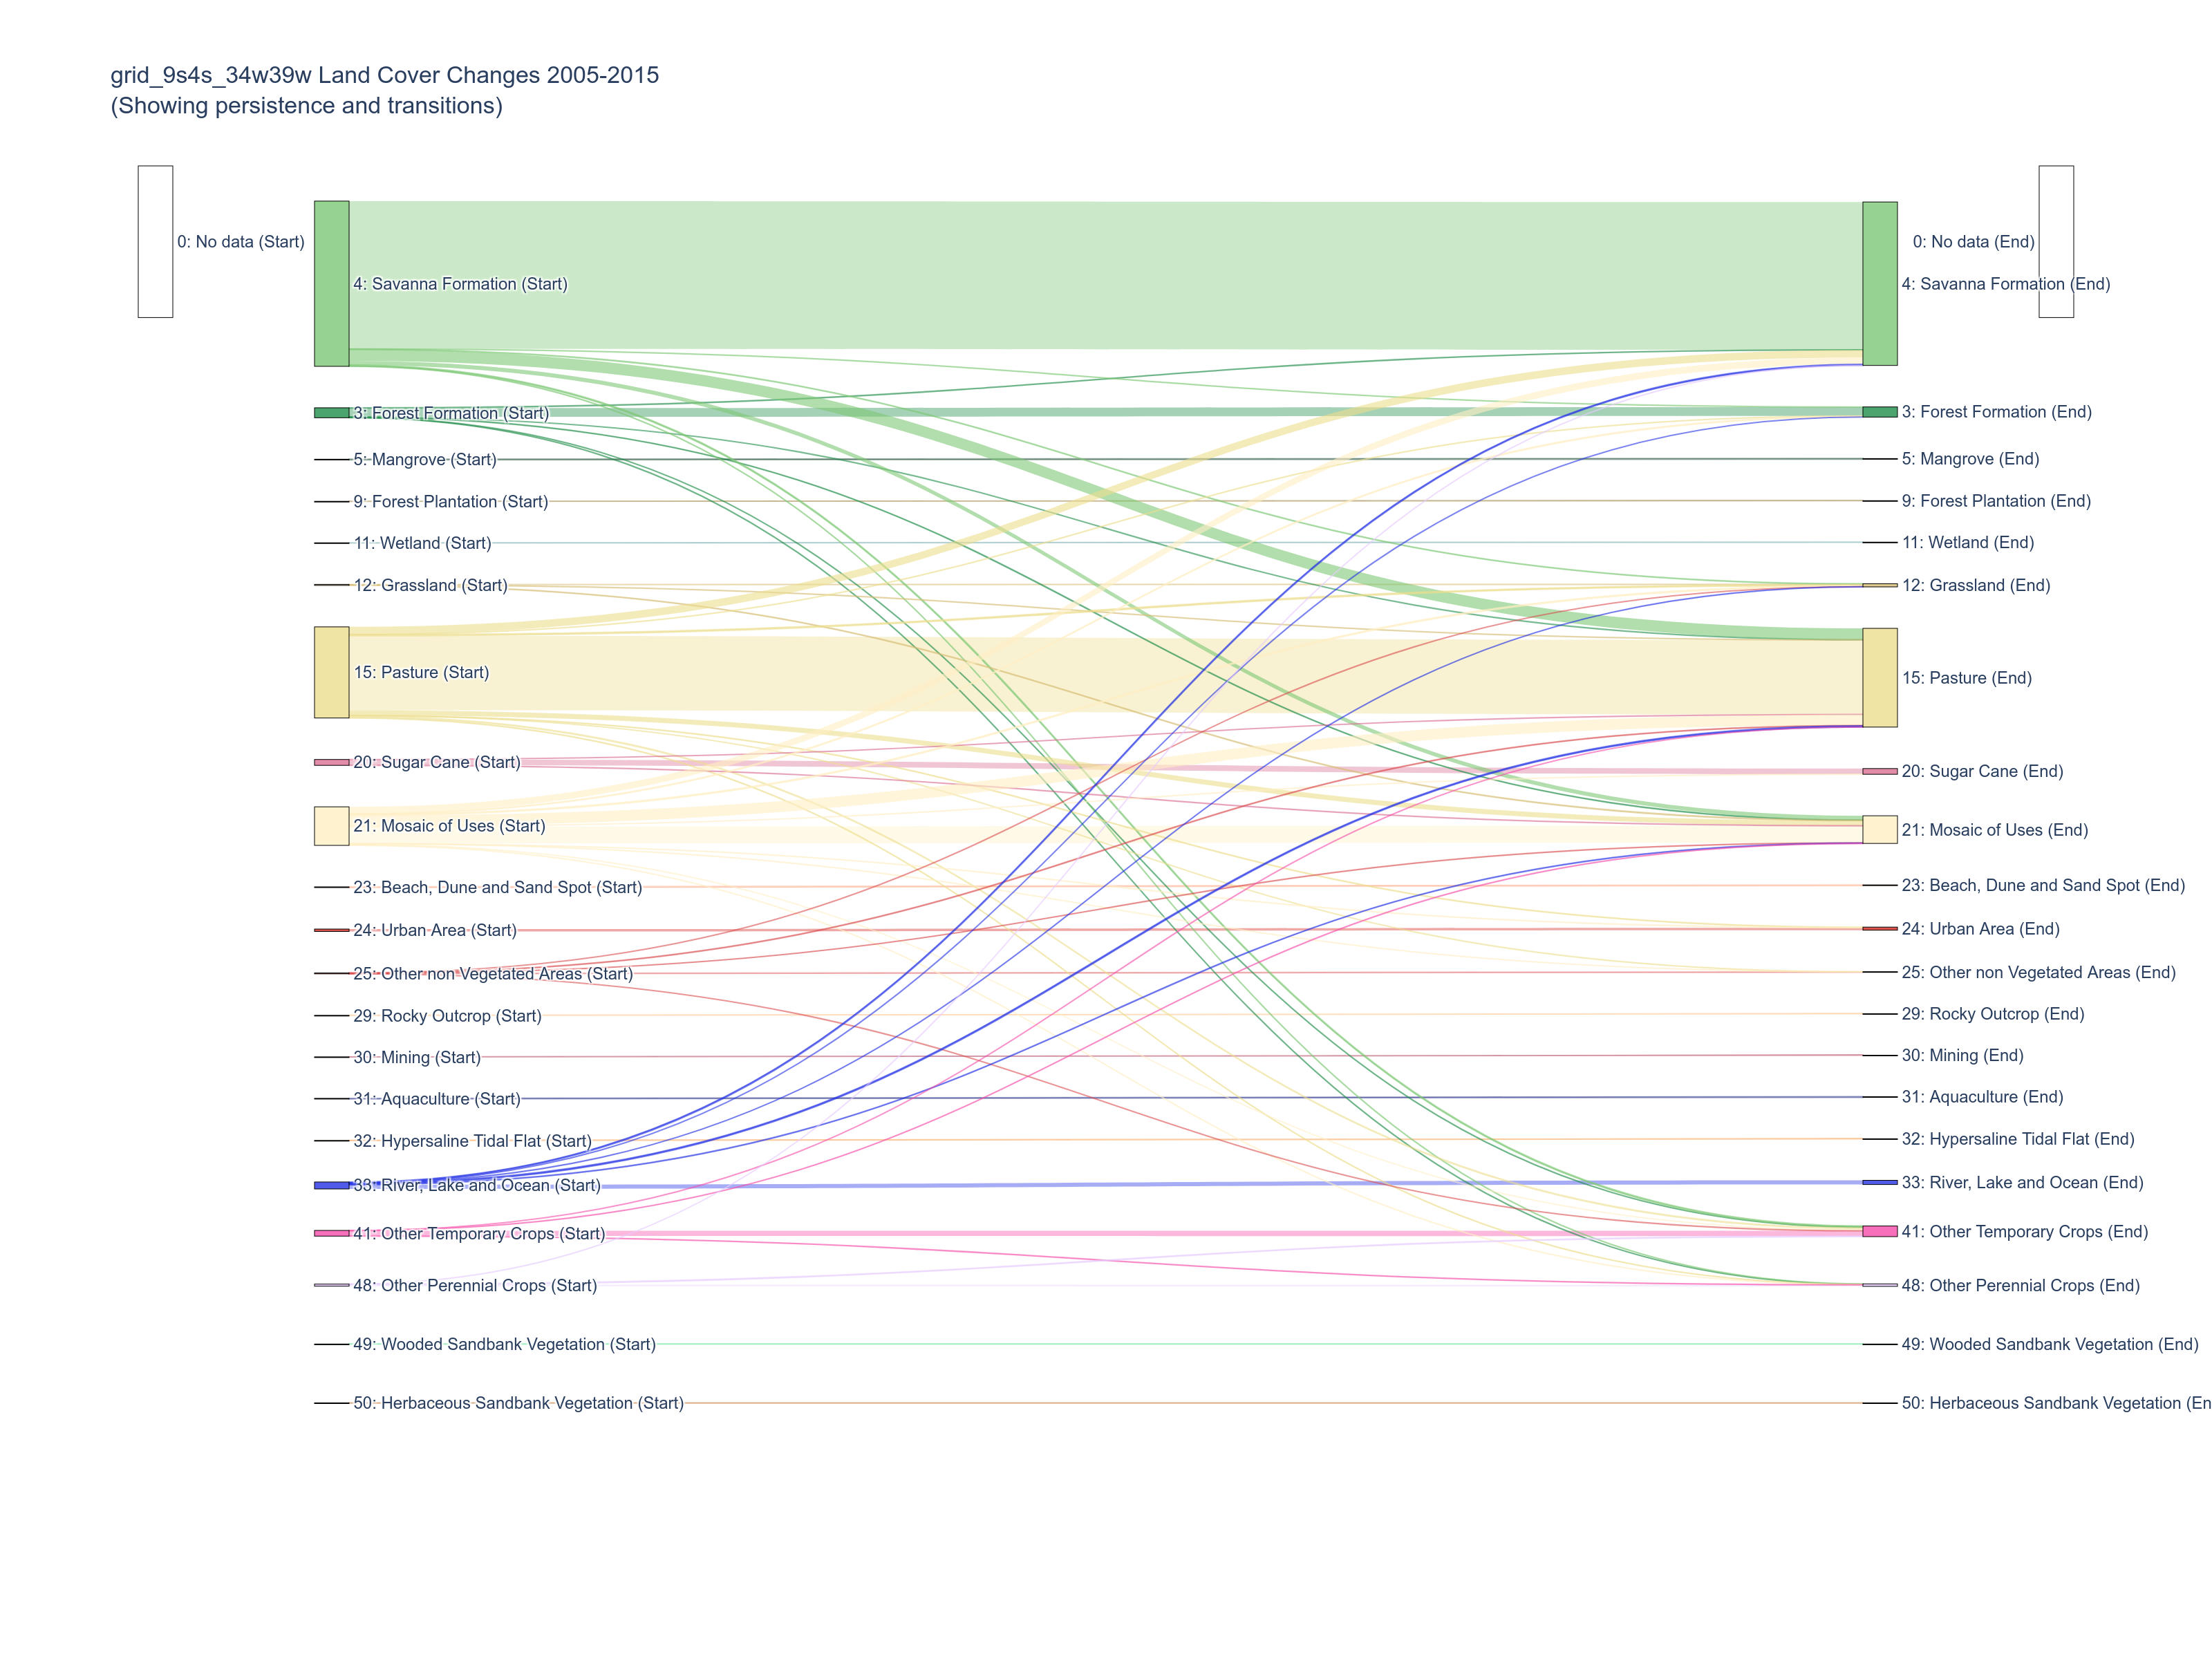 grid_9s4s_34w39w Land Cover Changes 2005-2015
(Showing persistence and transitions)
0: No data (Start)
0: No data (End)
4: Savanna Formation (Start)
4: Savanna Formation (End)
3: Forest Formation (Start)
3: Forest Formation (End)
5: Mangrove (Start)
5: Mangrove (End)
9: Forest Plantation (Start)
9: Forest Plantation (End)
11: Wetland (Start)
11: Wetland (End)
12: Grassland (Start)
12: Grassland (End)
15: Pasture (Start)
15: Pasture (End)
20: Sugar Cane (Start)
20: Sugar Cane (End)
21: Mosaic of Uses (Start)
21: Mosaic of Uses (End)
23: Beach, Dune and Sand Spot (Start)
23: Beach, Dune and Sand Spot (End)
24: Urban Area (Start)
24: Urban Area (End)
25: Other non Vegetated Areas (Start)
25: Other non Vegetated Areas (End)
29: Rocky Outcrop (Start)
29: Rocky Outcrop (End)
30: Mining (Start)
30: Mining (End)
31: Aquaculture (Start)
31: Aquaculture (End)
32: Hypersaline Tidal Flat (Start)
32: Hypersaline Tidal Flat (End)
33: River, Lake and Ocean (Start)
33: River, Lake and Ocean (End)
41: Other Temporary Crops (Start)
41: Other Temporary Crops (End)
48: Other Perennial Crops (Start)
48: Other Perennial Crops (End)
49: Wooded Sandbank Vegetation (Start)
49: Wooded Sandbank Vegetation (End)
50: Herbaceous Sandbank Vegetation (Start)
50: Herbaceous Sandbank Vegetation (En